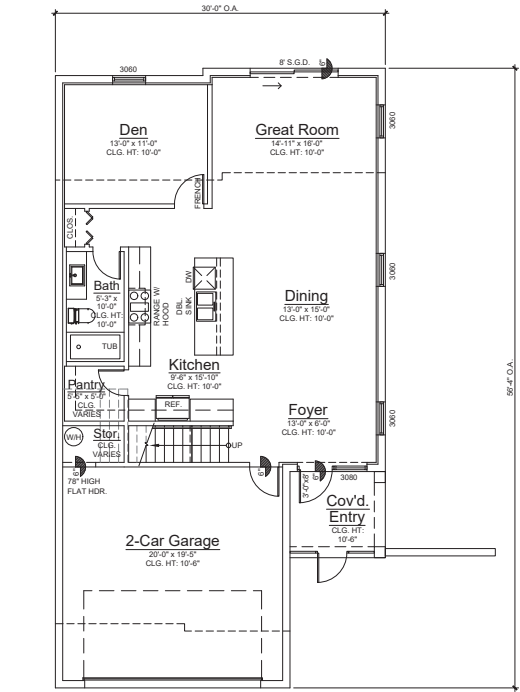 30'-0" O.A.
8' S.G.D.
6"
3060
Den
13'-0" x 11'-0"
CLG. HT: 10'-0"
Great Room
14'-11" x 16'-0"
CLG. HT: 10'-0"
3060
FRENCH
CLOS.
Bath
5'-3" x
10'-0"
CLG. HT:
10'-0"
TUB
RANGE W/
HOOD
DBL.
SINK
DW
3060
Dining
13'-0" x 15'-0"
CLG. HT: 10'-0"
56'-4" O.A.
Kitchen
9'-6" x 15'-10"
CLG. HT: 10'-0"
Pantry
5'-5" x 5'-0"
CLG.
VARIES
REF.
Foyer
13'-0" x 6'-0"
CLG. HT: 10'-0"
3060
W/H
Stor.
CLG.
VARIES
UP
6"
6"
6"
78" HIGH
FLAT HDR.
3080
Cov'd.
Entry
CLG. HT:
10'-6"
2-Car Garage
20'-0" x 19'-5"
CLG. HT: 10'-6"